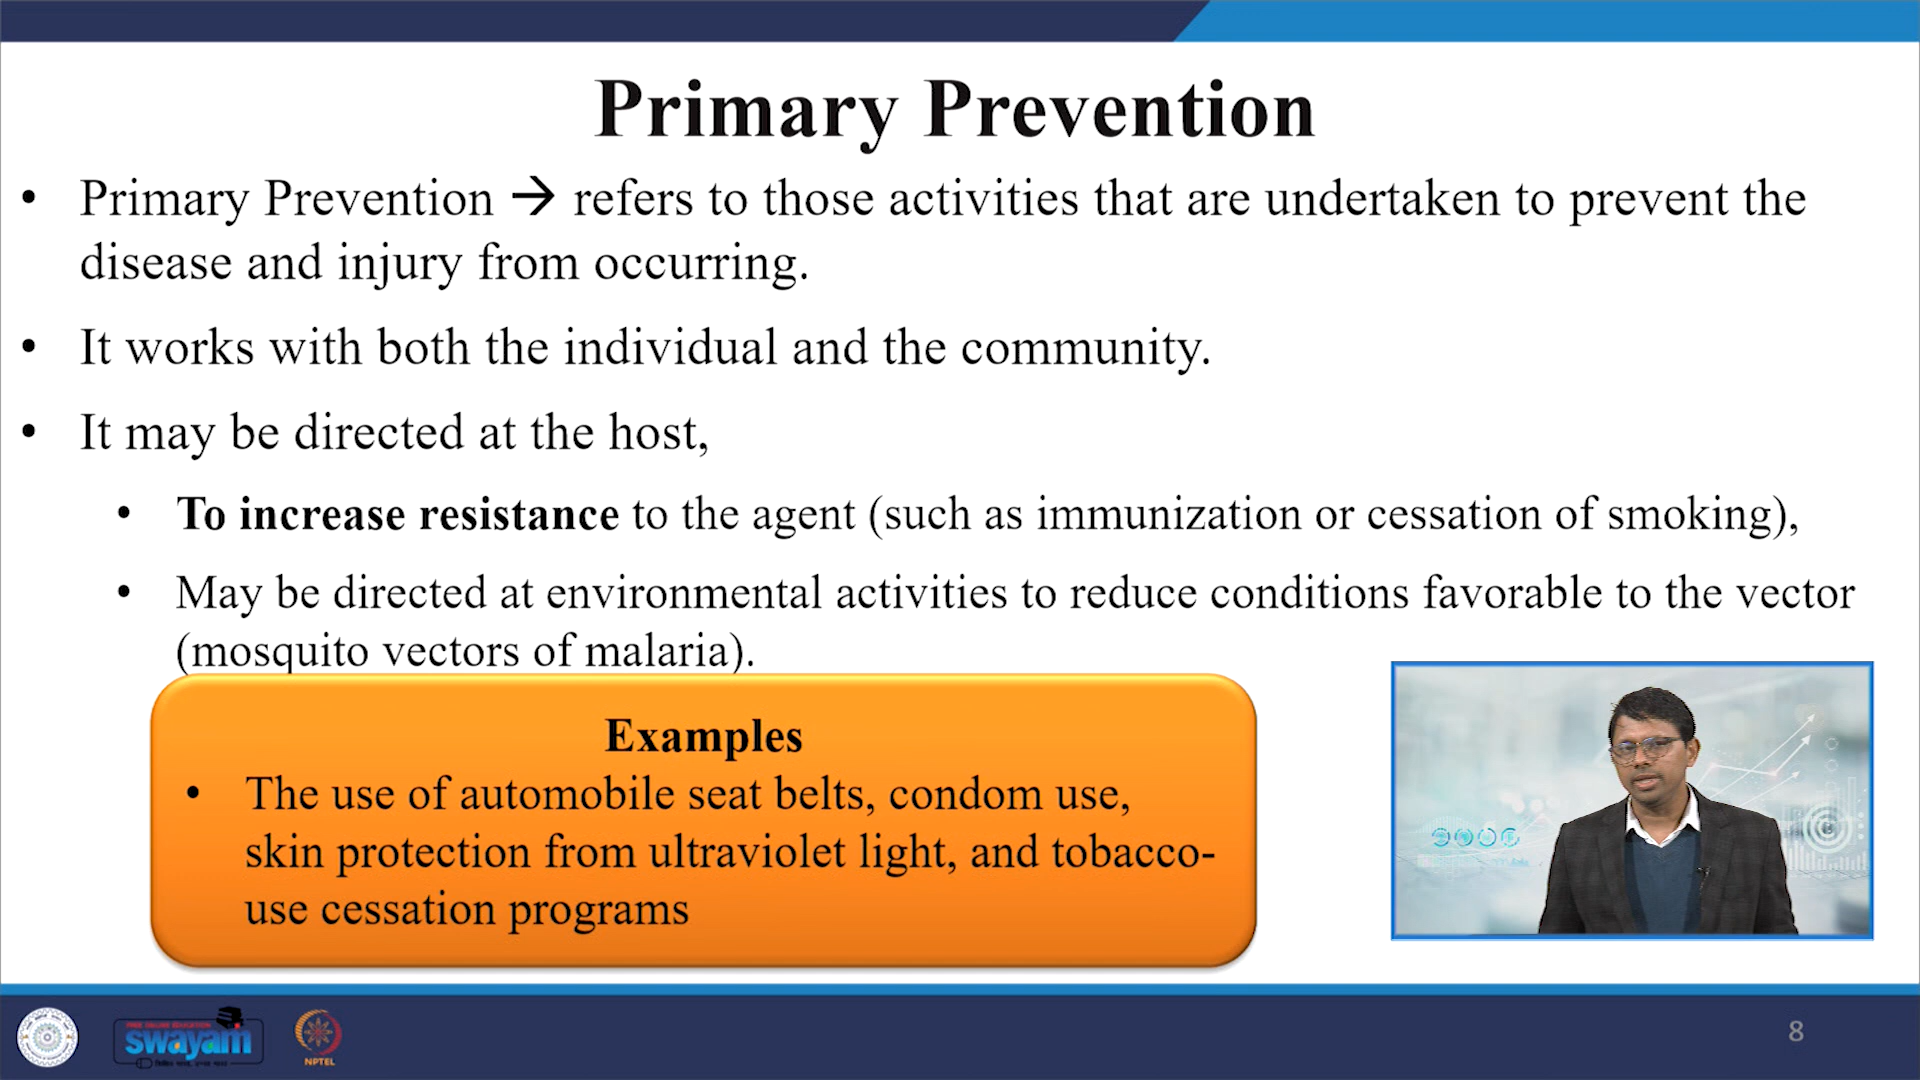 Primary Prevention
• Primary Prevention → refers to those activities that are undertaken to prevent the
disease and injury from occurring.
• It works with both the individual and the community.
• It may be directed at the host,
• To increase resistance to the agent (such as immunization or cessation of smoking),
• May be directed at environmental activities to reduce conditions favorable to the vector
(mosquito vectors of malaria).
Examples
• The use of automobile seat belts, condom use,
skin protection from ultraviolet light, and tobacco-
use cessation programs
FREE ONLINE EDUCATION
swayam
NPTEL
8